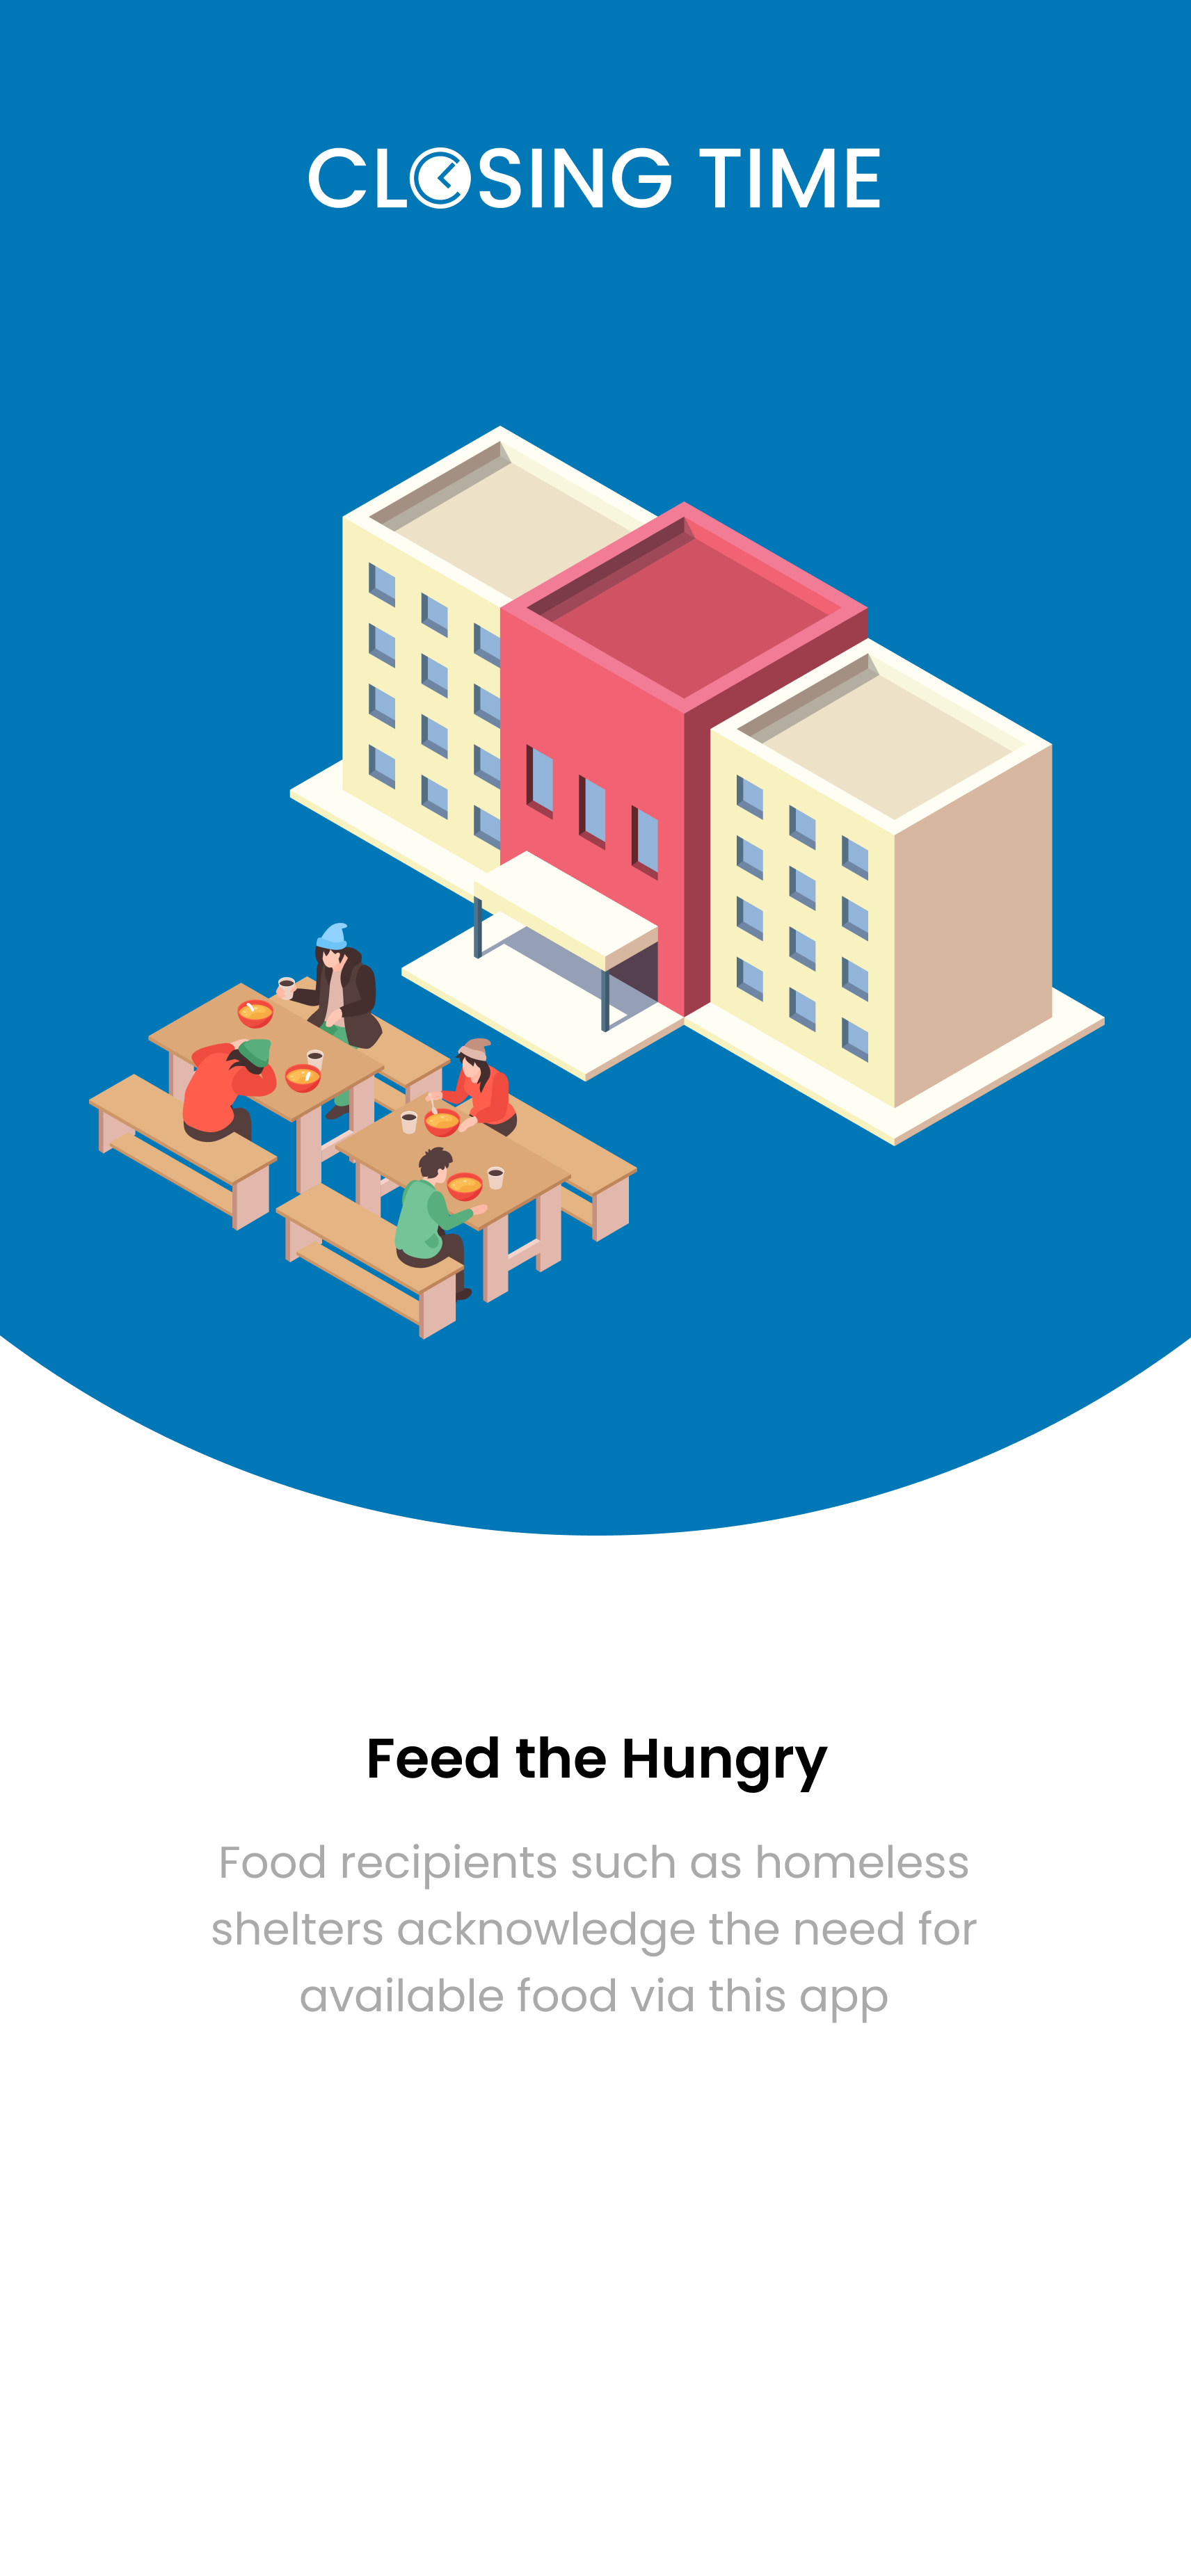 CLOSING TIME
Feed the Hungry
Food recipients such as homeless
shelters acknowledge the need for
available food via this app